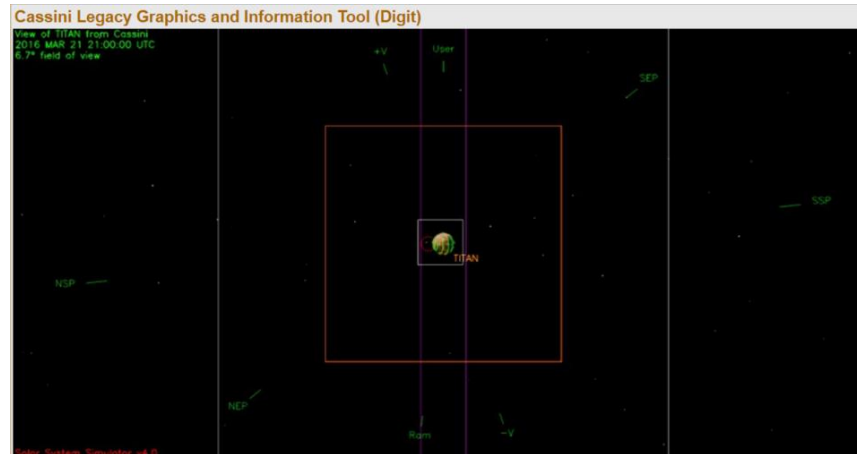 Cassini Legacy Graphics and Information Tool (Digit)
View of TITAN from Cassini
2016 MAR 21 21:00:00 UTC
6.7° field of view
+V
User
SEP
SSP
TITAN
NSP
NEP
Ram
-V
Solar System Simulator v4.0